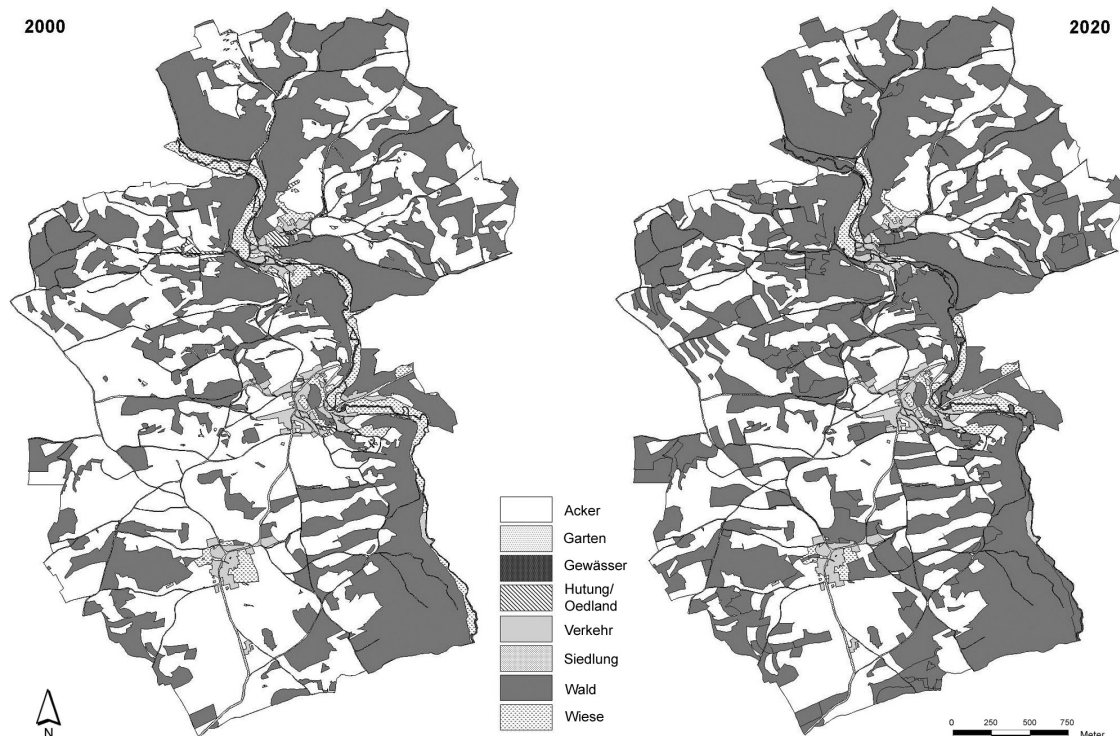 2000
2020
Acker
Garten
Gewässer
Hutung/
Oedland
Verkehr
Siedlung
Wald
Wiese
N
0 250 500 750
Meter